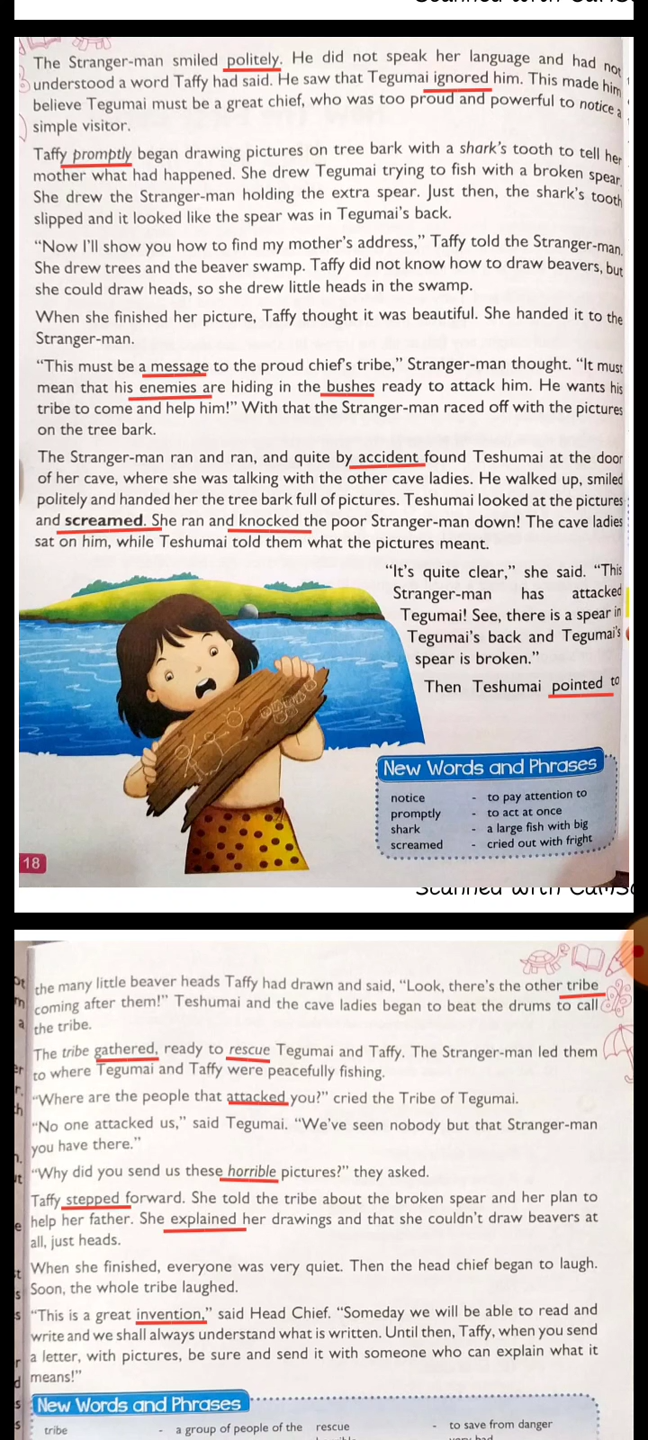 The Stranger-man smiled politely. He did not speak her language and had not
understood a word Taffy had said. He saw that Tegumai ignored him. This made him
believe Tegumai must be a great chief, who was too proud and powerful to notice a
simple visitor.
Taffy promptly began drawing pictures on tree bark with a shark's tooth to tell her
mother what had happened. She drew Tegumai trying to fish with a broken spear.
She drew the Stranger-man holding the extra spear. Just then, the shark's tooth
slipped and it looked like the spear was in Tegumai's back.
“Now I'll show you how to find my mother's address,” Taffy told the Stranger-man.
She drew trees and the beaver swamp. Taffy did not know how to draw beavers, but
she could draw heads, so she drew little heads in the swamp.
When she finished her picture, Taffy thought it was beautiful. She handed it to the
Stranger-man.
“This must be a message to the proud chief's tribe,” Stranger-man thought. “It must
mean that his enemies are hiding in the bushes ready to attack him. He wants his
tribe to come and help him!” With that the Stranger-man raced off with the pictures
on the tree bark.
The Stranger-man ran and ran, and quite by accident found Teshumai at the door
of her cave, where she was talking with the other cave ladies. He walked up, smiled
politely and handed her the tree bark full of pictures. Teshumai looked at the pictures
and screamed. She ran and knocked the poor Stranger-man down! The cave ladies
sat on him, while Teshumai told them what the pictures meant.
“It's quite clear,” she said. “This
Stranger-man has attacked
Tegumai! See, there is a spear in
Tegumai's back and Tegumai's
spear is broken.”
Then Teshumai pointed to
New Words and Phrases
notice - to pay attention to
promptly - to act at once
shark - a large fish with big
screamed - cried out with fright
18
the many little beaver heads Taffy had drawn and said, “Look, there's the other tribe
coming after them!” Teshumai and the cave ladies began to beat the drums to call
the tribe.
The tribe gathered, ready to rescue Tegumai and Taffy. The Stranger-man led them
to where Tegumai and Taffy were peacefully fishing.
“Where are the people that attacked you?” cried the Tribe of Tegumai.
“No one attacked us,” said Tegumai. “We've seen nobody but that Stranger-man
you have there.”
“Why did you send us these horrible pictures?” they asked.
Taffy stepped forward. She told the tribe about the broken spear and her plan to
help her father. She explained her drawings and that she couldn't draw beavers at
all, just heads.
When she finished, everyone was very quiet. Then the head chief began to laugh.
Soon, the whole tribe laughed.
“This is a great invention,” said Head Chief. “Someday we will be able to read and
write and we shall always understand what is written. Until then, Taffy, when you send
a letter, with pictures, be sure and send it with someone who can explain what it
means!”
New Words and Phrases
tribe - a group of people of the rescue - to save from danger